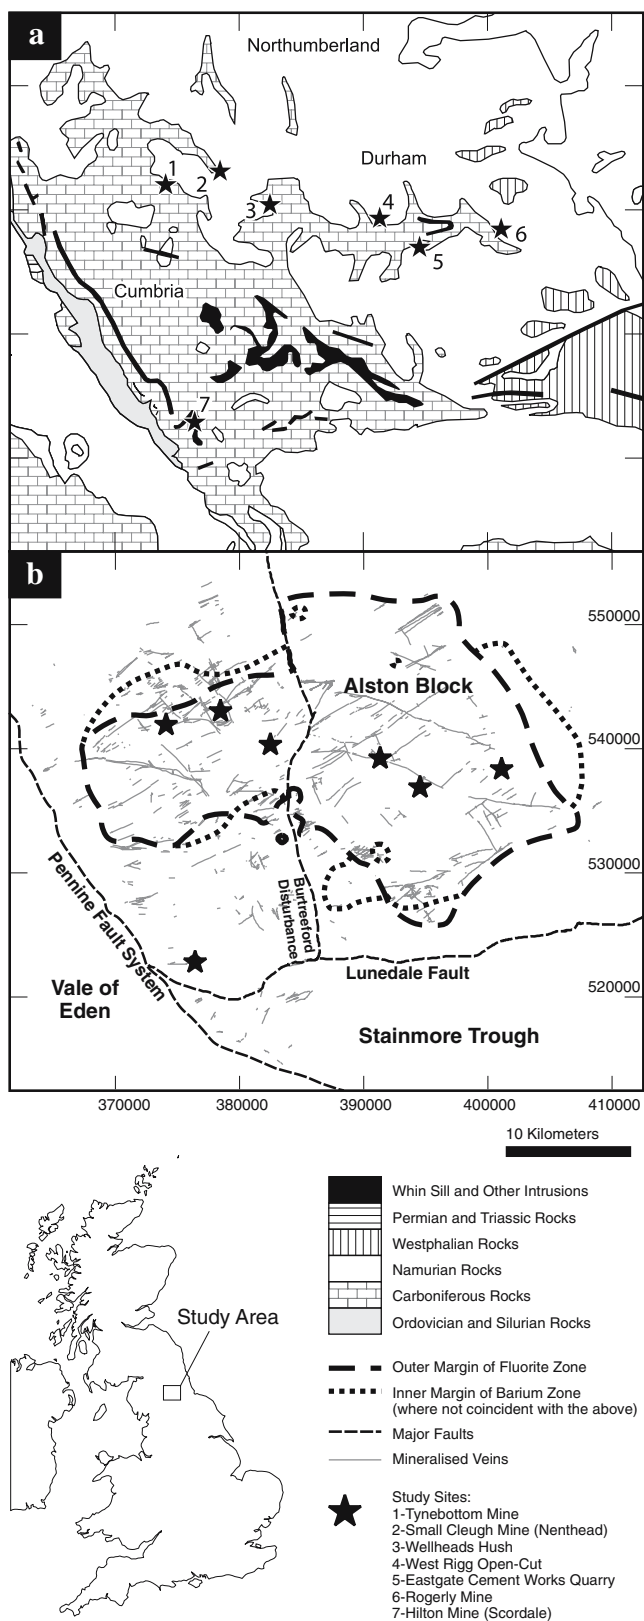 a
Northumberland
Durham
1
2
3
4
5
6
Cumbria
7
b
550000
Alston Block
540000
530000
Pennine Fault System
Burtreeford
Disturbance
Lunedale Fault
Vale of
Eden
520000
Stainmore Trough
370000 380000 390000 400000 410000
10 Kilometers
Whin Sill and Other Intrusions
Permian and Triassic Rocks
Westphalian Rocks
Namurian Rocks
Carboniferous Rocks
Ordovician and Silurian Rocks
Study Area
Outer Margin of Fluorite Zone
Inner Margin of Barium Zone
(where not coincident with the above)
Major Faults
Mineralised Veins
Study Sites:
1-Tynebottom Mine
2-Small Cleugh Mine (Nenthead)
3-Wellheads Hush
4-West Rigg Open-Cut
5-Eastgate Cement Works Quarry
6-Rogerly Mine
7-Hilton Mine (Scordale)